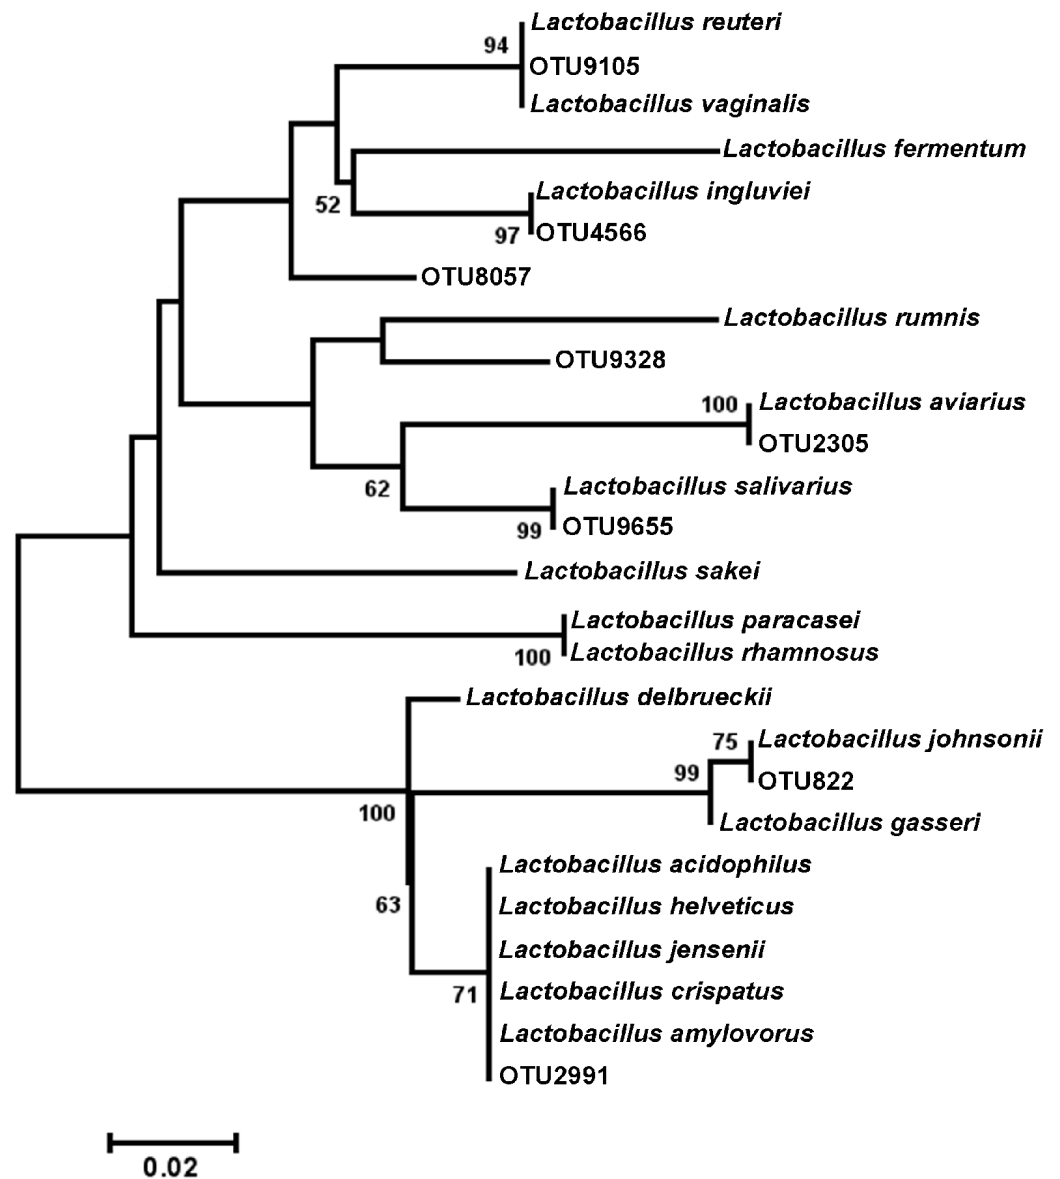 Lactobacillus reuteri
94
OTU9105
Lactobacillus vaginalis
Lactobacillus fermentum
Lactobacillus ingluviei
52
97
OTU4566
OTU8057
Lactobacillus rumnis
OTU9328
100
Lactobacillus aviarius
OTU2305
62
Lactobacillus salivarius
99
OTU9655
Lactobacillus sakei
Lactobacillus paracasei
100
Lactobacillus rhamnosus
Lactobacillus delbrueckii
75
Lactobacillus johnsonii
99
OTU822
100
Lactobacillus gasseri
Lactobacillus acidophilus
63
Lactobacillus helveticus
Lactobacillus jensenii
71
Lactobacillus crispatus
Lactobacillus amylovorus
OTU2991
0.02